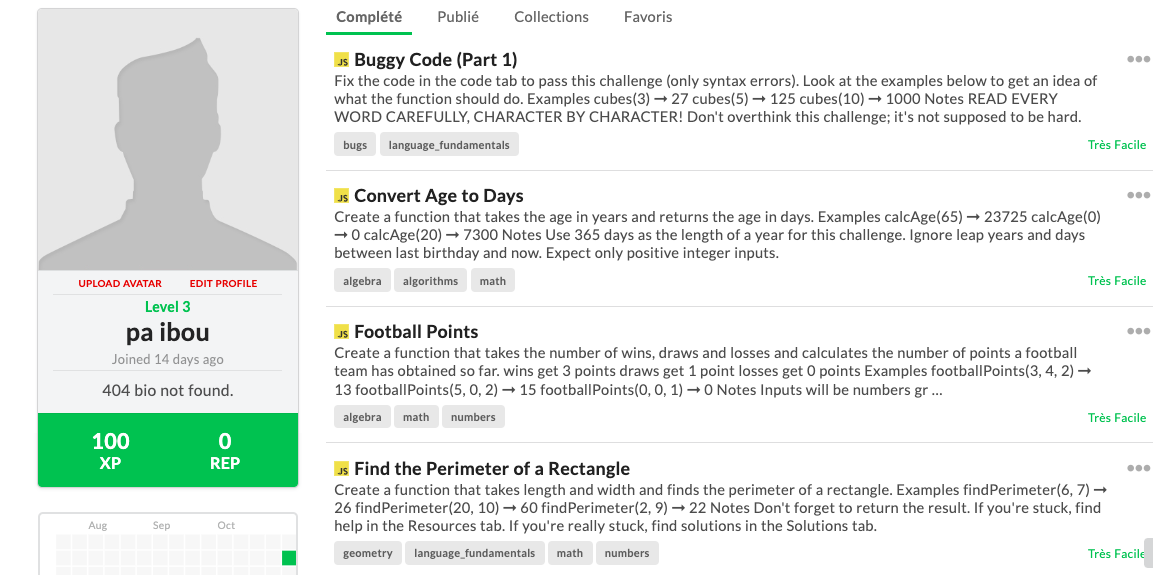 UPLOAD AVATAR EDIT PROFILE
Level 3
pa ibou
Joined 14 days ago
404 bio not found.
100 0
XP REP
Aug Sep Oct
Complété Publié Collections Favoris
JS Buggy Code (Part 1)
Fix the code in the code tab to pass this challenge (only syntax errors). Look at the examples below to get an idea of
what the function should do. Examples cubes(3) ➞ 27 cubes(5) ➞ 125 cubes(10) ➞ 1000 Notes READ EVERY
WORD CAREFULLY, CHARACTER BY CHARACTER! Don't overthink this challenge; it's not supposed to be hard.
bugs language_fundamentals Très Facile
JS Convert Age to Days
Create a function that takes the age in years and returns the age in days. Examples calcAge(65) ➞ 23725 calcAge(0)
➞ 0 calcAge(20) ➞ 7300 Notes Use 365 days as the length of a year for this challenge. Ignore leap years and days
between last birthday and now. Expect only positive integer inputs.
algebra algorithms math Très Facile
JS Football Points
Create a function that takes the number of wins, draws and losses and calculates the number of points a football
team has obtained so far. wins get 3 points draws get 1 point losses get 0 points Examples footballPoints(3, 4, 2) ➞
13 footballPoints(5, 0, 2) ➞ 15 footballPoints(0, 0, 1) ➞ 0 Notes Inputs will be numbers gr ...
algebra math numbers Très Facile
JS Find the Perimeter of a Rectangle
Create a function that takes length and width and finds the perimeter of a rectangle. Examples findPerimeter(6, 7) ➞
26 findPerimeter(20, 10) ➞ 60 findPerimeter(2, 9) ➞ 22 Notes Don't forget to return the result. If you're stuck, find
help in the Resources tab. If you're really stuck, find solutions in the Solutions tab.
geometry language_fundamentals math numbers Très Facile